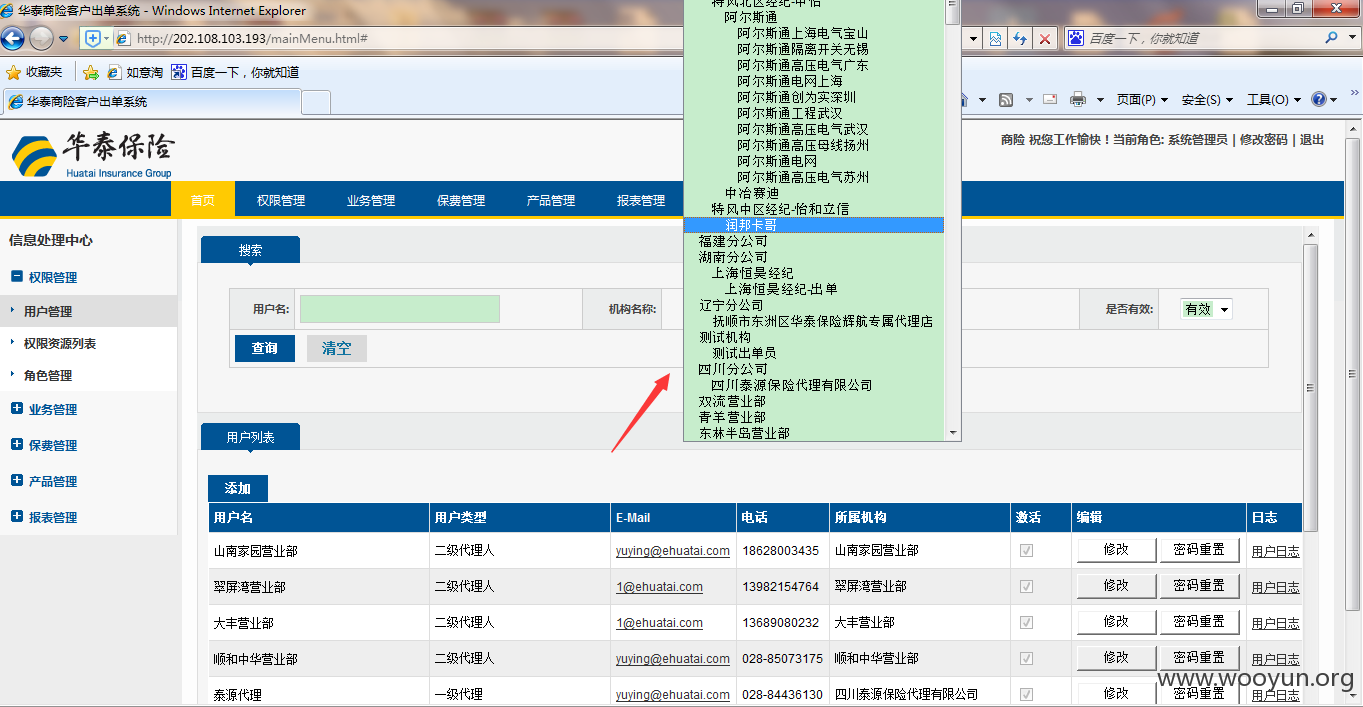 华泰商险客户出单系统 - Windows Internet Explorer
http://202.108.103.193/mainMenu.html#
百度一下，你就知道
收藏夹 如意淘 百度一下，你就知道
华泰商险客户出单系统
页面(P) 安全(S) 工具(O)
华泰保险
Huatai Insurance Group
商险 祝您工作愉快！当前角色: 系统管理员 | 修改密码 | 退出
首页 权限管理 业务管理 保费管理 产品管理 报表管理
信息处理中心
权限管理
用户管理
权限资源列表
角色管理
业务管理
保费管理
产品管理
报表管理
搜索
用户名: 机构名称: 是否有效: 有效
查询 清空
特风北区经纪-中怡
阿尔斯通
阿尔斯通上海电气宝山
阿尔斯通隔离开关无锡
阿尔斯通高压电气广东
阿尔斯通电网上海
阿尔斯通创为实深圳
阿尔斯通工程武汉
阿尔斯通高压电气武汉
阿尔斯通高压母线扬州
阿尔斯通电网
阿尔斯通高压电气苏州
中冶赛迪
特风中区经纪-怡和立信
润邦卡哥
福建分公司
湖南分公司
上海恒昊经纪
上海恒昊经纪-出单
辽宁分公司
抚顺市东洲区华泰保险辉航专属代理店
测试机构
测试出单员
四川分公司
四川泰源保险代理有限公司
双流营业部
青羊营业部
东林半岛营业部
用户列表
添加
用户名 用户类型 E-Mail 电话 所属机构 激活 编辑 日志
山南家园营业部 二级代理人 yuying@ehuatai.com 18628003435 山南家园营业部 修改 密码重置 用户日志
翠屏湾营业部 二级代理人 1@ehuatai.com 13982154764 翠屏湾营业部 修改 密码重置 用户日志
大丰营业部 二级代理人 1@ehuatai.com 13689080232 大丰营业部 修改 密码重置 用户日志
顺和中华营业部 二级代理人 yuying@ehuatai.com 028-85073175 顺和中华营业部 修改 密码重置 用户日志
泰源代理 一级代理 yuying@ehuatai.com 028-84436130 四川泰源保险代理有限公司 修改 密码重置 用户日志
www.wooyun.org